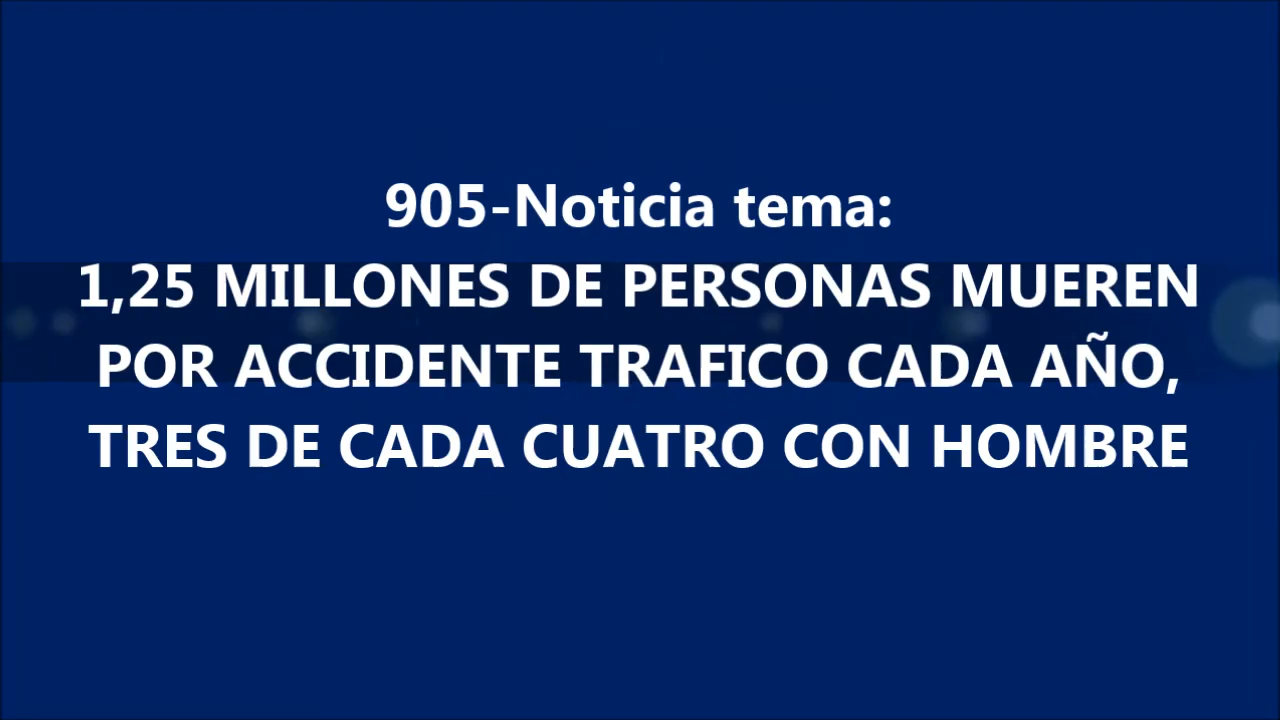 905-Noticia tema:
1,25 MILLONES DE PERSONAS MUEREN
POR ACCIDENTE TRAFICO CADA AÑO,
TRES DE CADA CUATRO CON HOMBRE